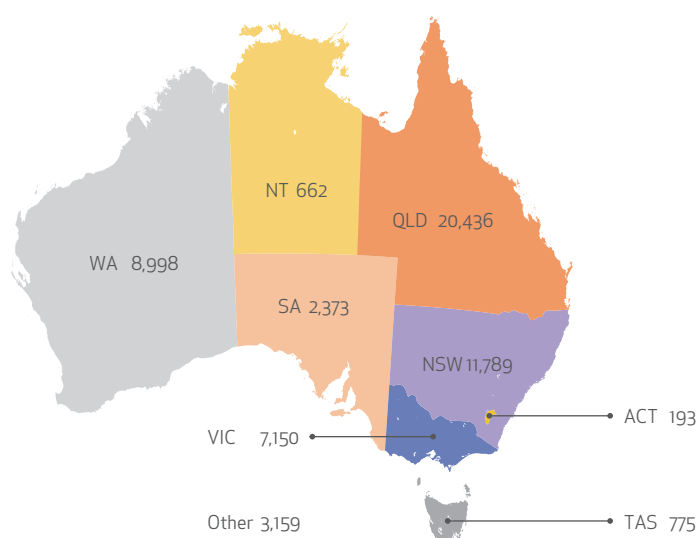 NT 662
QLD 20,436
WA 8,998
SA 2,373
NSW 11,789
ACT 193
VIC 7,150
Other 3,159
TAS 775